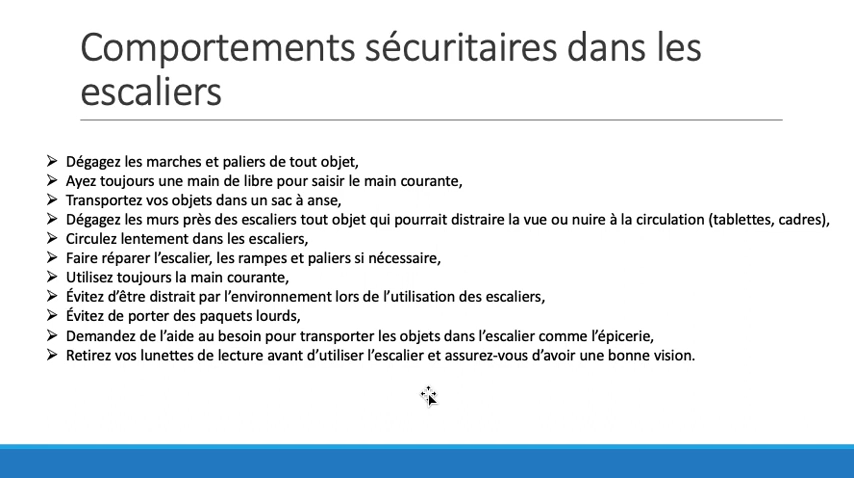 Comportements sécuritaires dans les
escaliers
➢ Dégagez les marches et paliers de tout objet,
➢ Ayez toujours une main de libre pour saisir le main courante,
➢ Transportez vos objets dans un sac à anse,
➢ Dégagez les murs près des escaliers tout objet qui pourrait distraire la vue ou nuire à la circulation (tablettes, cadres),
➢ Circulez lentement dans les escaliers,
➢ Faire réparer l’escalier, les rampes et paliers si nécessaire,
➢ Utilisez toujours la main courante,
➢ Évitez d’être distrait par l’environnement lors de l’utilisation des escaliers,
➢ Évitez de porter des paquets lourds,
➢ Demandez de l’aide au besoin pour transporter les objets dans l’escalier comme l’épicerie,
➢ Retirez vos lunettes de lecture avant d’utiliser l’escalier et assurez-vous d’avoir une bonne vision.